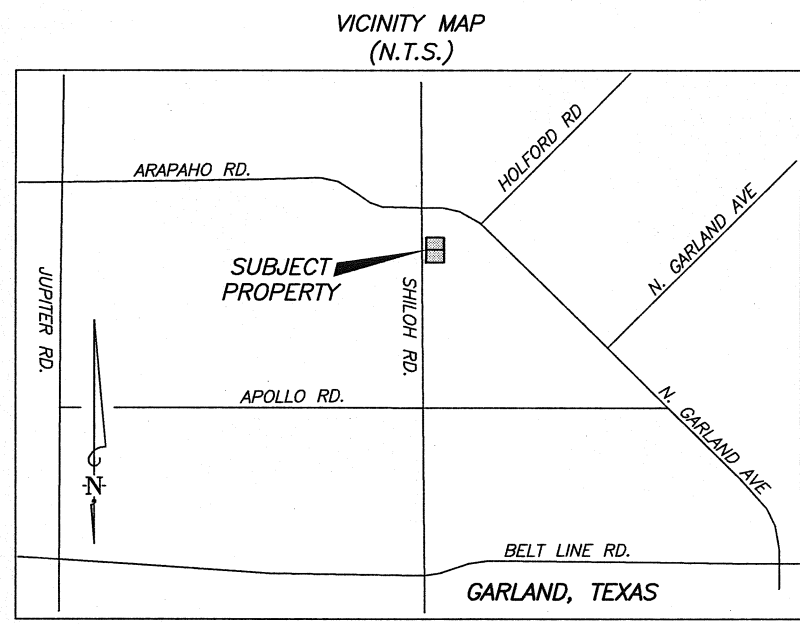 VICINITY MAP
(N.T.S.)
HOLFORD RD
ARAPAHO RD.
N. GARLAND AVE
SUBJECT
PROPERTY
JUPITER RD.
SHILOH RD.
APOLLO RD.
N. GARLAND AVE
N
BELT LINE RD.
GARLAND, TEXAS